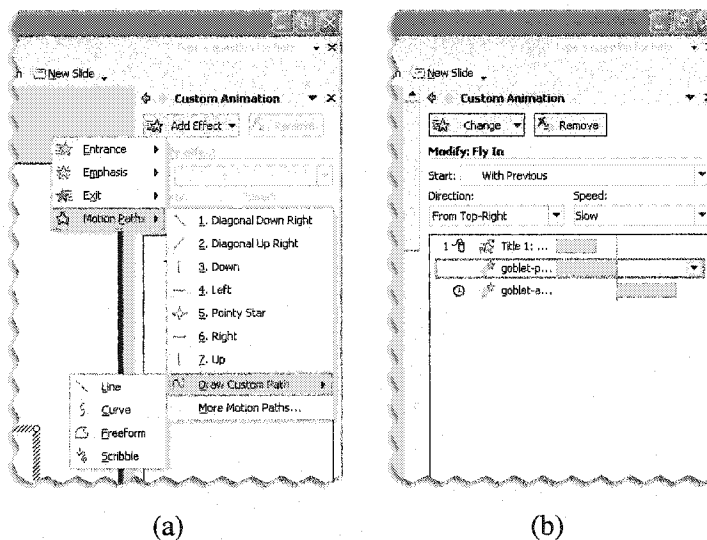 New Slide
Custom Animation
Add Effect
Entrance
Emphasis
Exit
Motion Paths
1. Diagonal Down Right
2. Diagonal Up Right
3. Down
4. Left
5. Pointy Star
6. Right
7. Up
Draw Custom Path
More Motion Paths...
Line
Curve
Freeform
Scribble
(a)
New Slide
Custom Animation
Change Remove
Modify: Fly In
Start: With Previous
Direction: Speed:
From Top-Right Slow
1 Title 1: ...
goblet-p...
goblet-a...
(b)